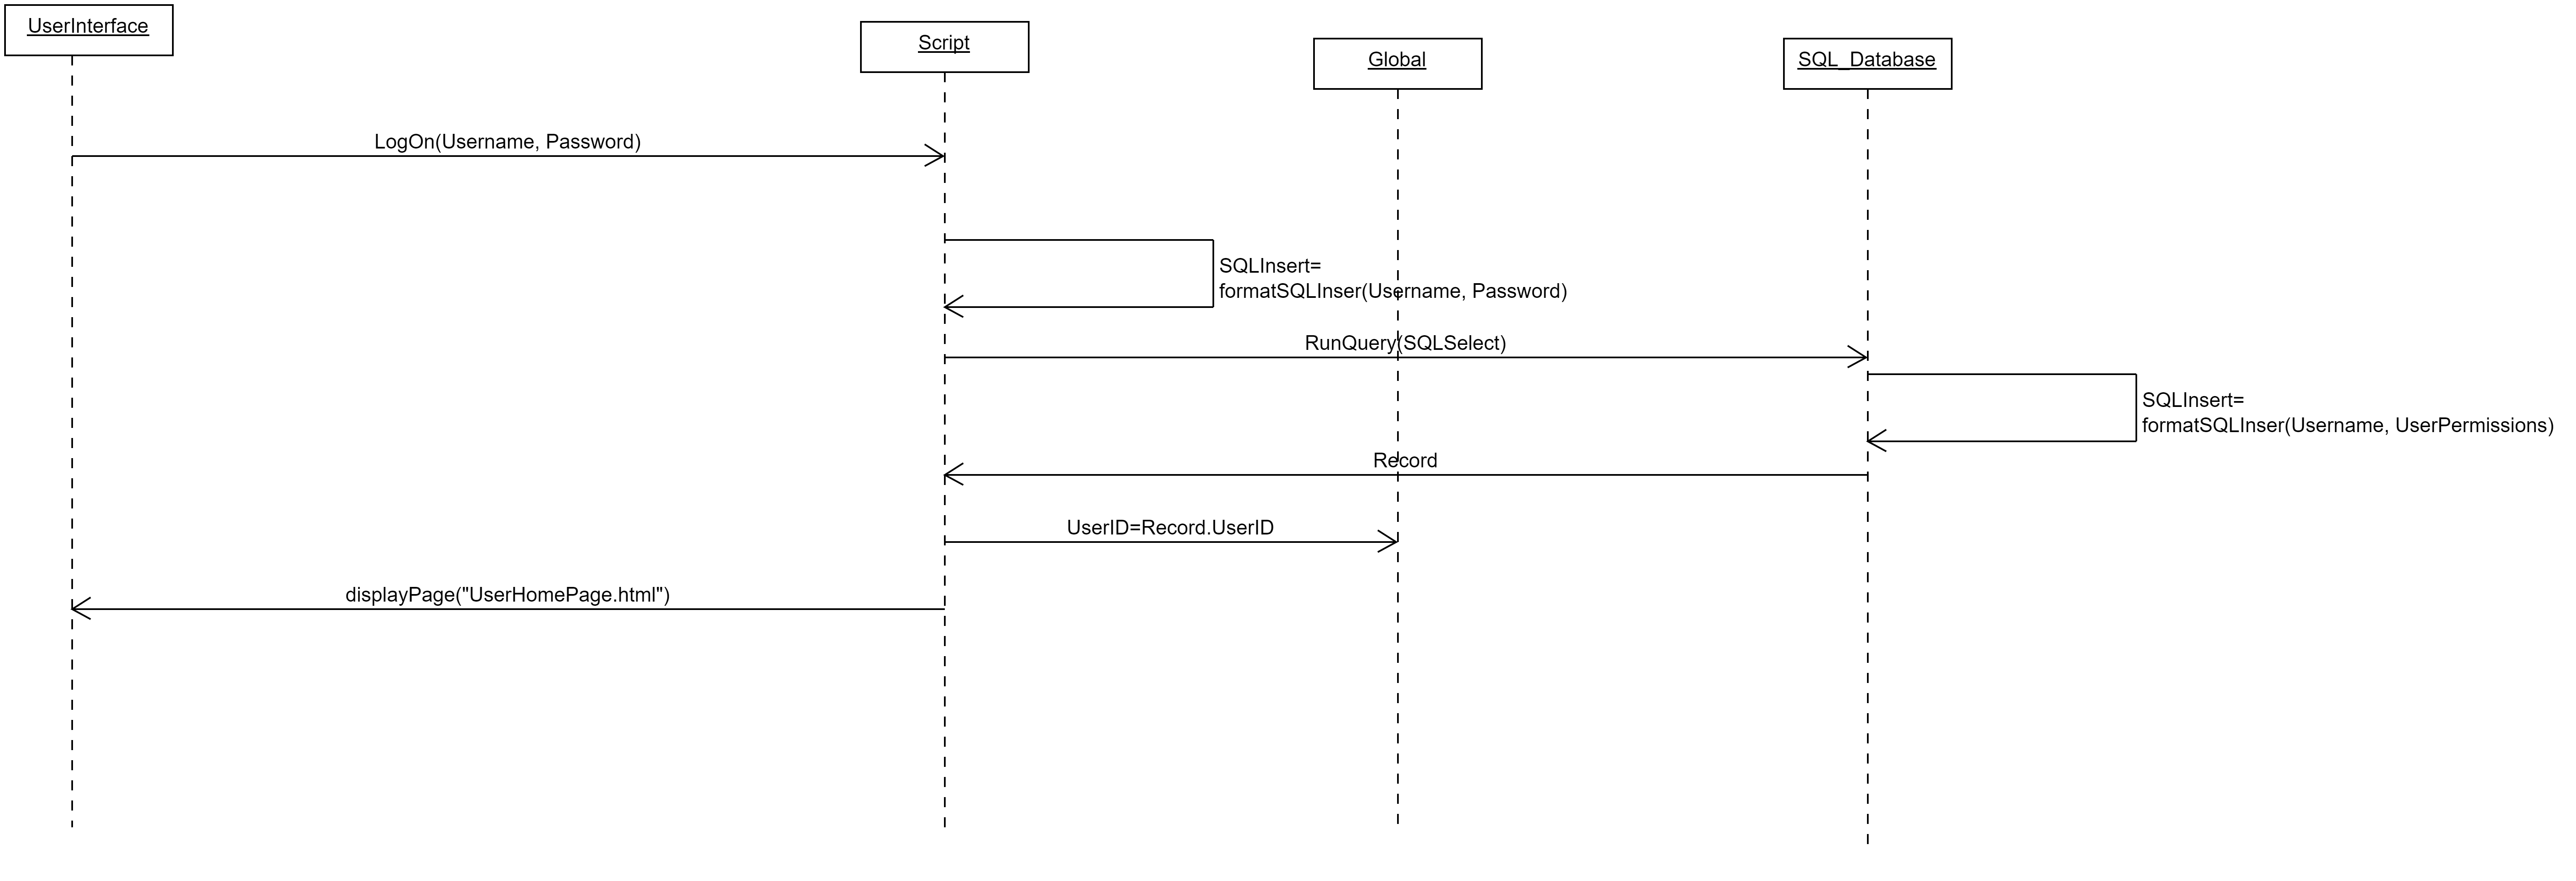 UserInterface
Script
Global
SQL_Database
LogOn(Username, Password)
SQLInsert=
formatSQLInser(Username, Password)
RunQuery(SQLSelect)
SQLInsert=
formatSQLInser(Username, UserPermissions)
Record
UserID=Record.UserID
displayPage("UserHomePage.html")